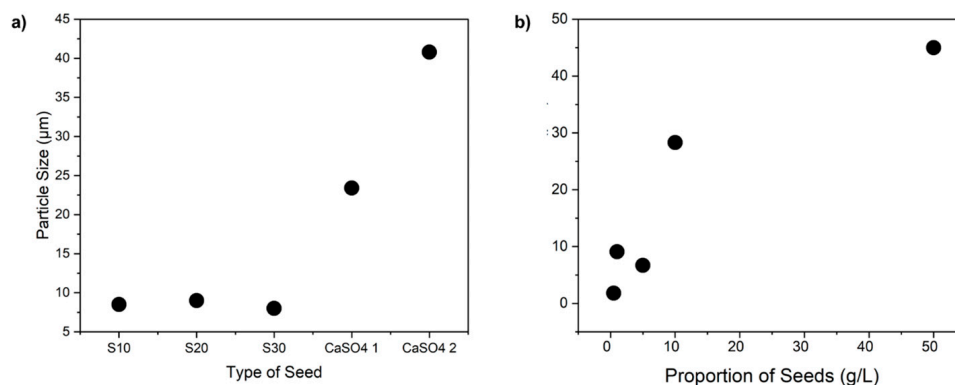 a)
45
40
35
30
25
20
15
10
5
Particle Size (μm)
S10 S20 S30 CaSO4 1 CaSO4 2
Type of Seed
b)
50
40
30
20
10
0
0 10 20 30 40 50
Proportion of Seeds (g/L)